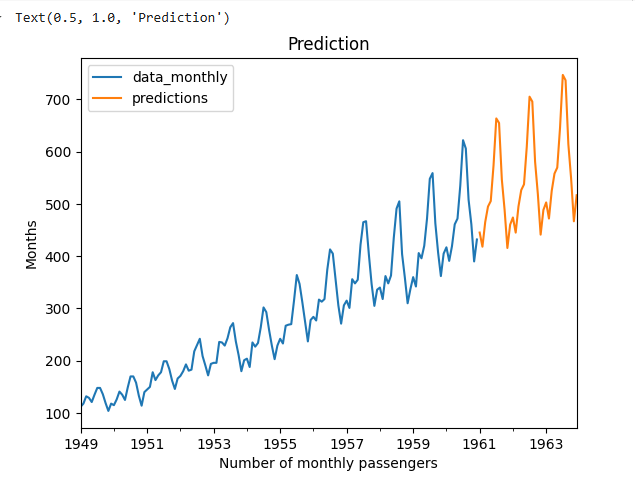 Text(0.5, 1.0, 'Prediction')
Prediction
data_monthly
predictions
700
600
500
400
300
200
100
Months
1949 1951 1953 1955 1957 1959 1961 1963
Number of monthly passengers